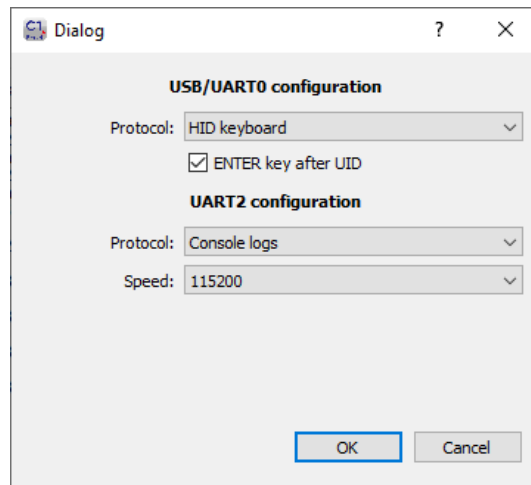 Dialog
USB/UART0 configuration
Protocol: HID keyboard
ENTER key after UID
UART2 configuration
Protocol: Console logs
Speed: 115200
OK Cancel